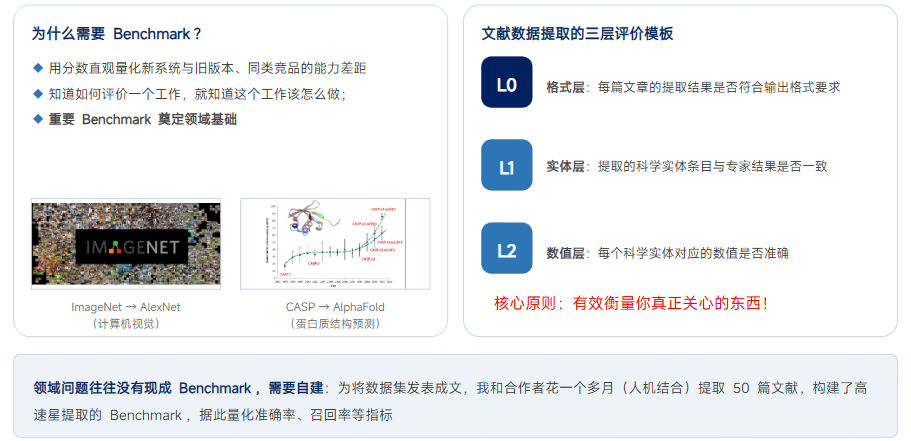 为什么需要 Benchmark？
用分数直观量化新系统与旧版本、同类竞品的能力差距
知道如何评价一个工作，就知道这个工作该怎么做；
重要 Benchmark 奠定领域基础
IMAGENET
ImageNet → AlexNet
（计算机视觉）
CASP → AlphaFold
（蛋白质结构预测）
文献数据提取的三层评价模板
L0
格式层：每篇文章的提取结果是否符合输出格式要求
L1
实体层：提取的科学实体条目与专家结果是否一致
L2
数值层：每个科学实体对应的数值是否准确
核心原则：有效衡量你真正关心的东西！
领域问题往往没有现成 Benchmark，需要自建：为将数据集发表成文，我和合作者花一个多月（人机结合）提取 50 篇文献，构建了高
速星提取的 Benchmark，据此量化准确率、召回率等指标